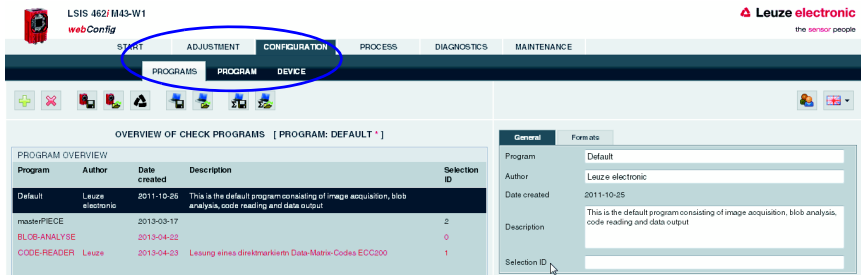 LSIS 462i M43-W1
webConfig
Leuze electronic
the sensor people
START ADJUSTMENT CONFIGURATION PROCESS DIAGNOSTICS MAINTENANCE
PROGRAMS PROGRAM DEVICE
OVERVIEW OF CHECK PROGRAMS [ PROGRAM: DEFAULT * ]
PROGRAM OVERVIEW
Program Author Date created Description Selection ID
Default Leuze electronic 2011-10-25 This is the default program consisting of image acquisition, blob
analysis, code reading and data output
masterPIECE 2013-03-17 2
BLOB-ANALYSE 2013-04-22 0
CODE-READER Leuze 2013-04-23 Lesung eines direktmarkiertn Data-Matrix-Codes ECC200 1
General Formats
Program Default
Author Leuze electronic
Date created 2011-10-25
Description This is the default program consisting of image acquisition, blob analysis,
code reading and data output
Selection ID